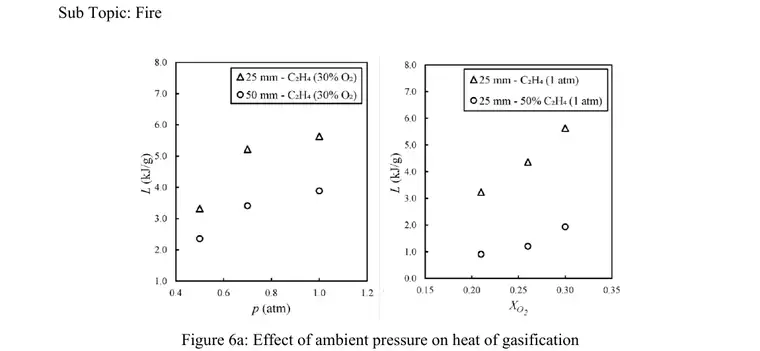 Sub Topic: Fire
8.0
7.0
6.0
5.0
4.0
3.0
2.0
1.0
L (kJ/g)
25 mm - C₂H₄ (30% O₂)
50 mm - C₂H₄ (30% O₂)
0.4 0.6 0.8 1.0 1.2
p (atm)
8.0
7.0
6.0
5.0
4.0
3.0
2.0
1.0
0.0
L (kJ/g)
25 mm - C₂H₄ (1 atm)
25 mm - 50% C₂H₄ (1 atm)
0.15 0.20 0.25 0.30 0.35
X_O₂
Figure 6a: Effect of ambient pressure on heat of gasification